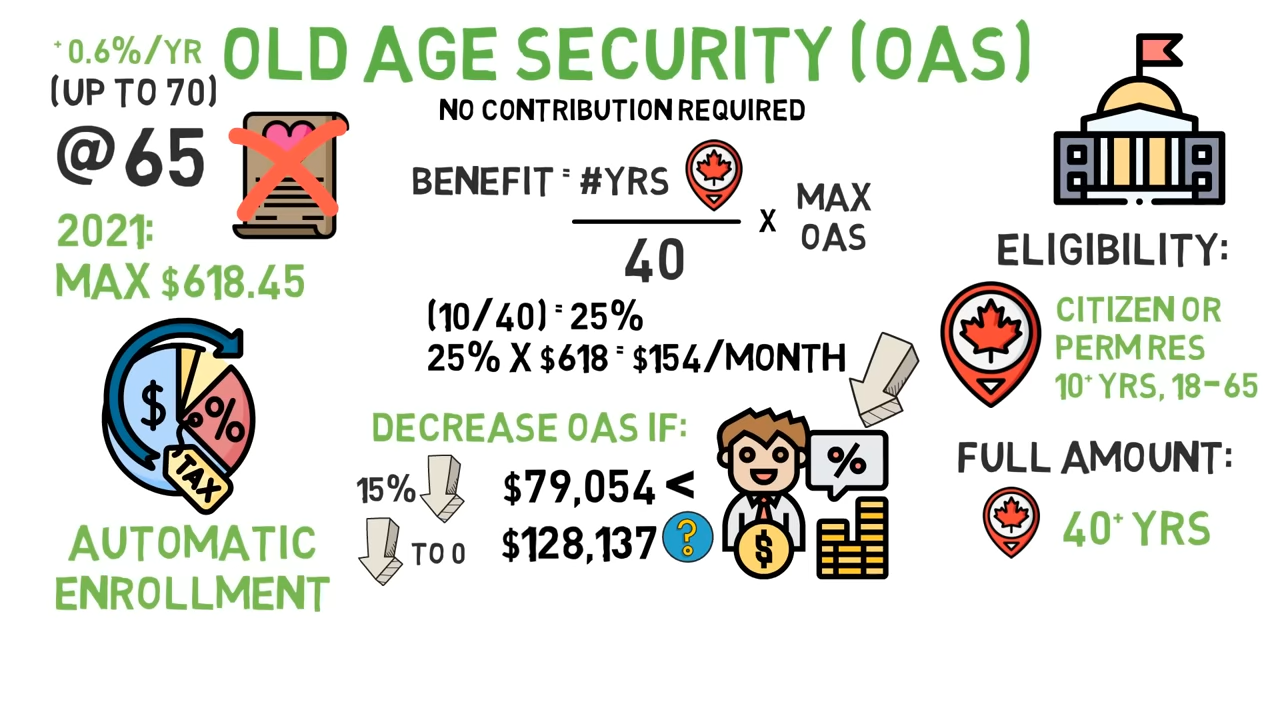 OLD AGE SECURITY (OAS)
NO CONTRIBUTION REQUIRED
+0.6%/YR
(UP TO 70)
@65
2021:
MAX $618.45
$ %
TAX
AUTOMATIC
ENROLLMENT
BENEFIT = #YRS
40
X
MAX
OAS
(10/40) = 25%
25% X $618 = $154/MONTH
DECREASE OAS IF:
15%
$79,054 <
TO 0
$128,137 ?
%
$
ELIGIBILITY:
CITIZEN OR
PERM RES
10+ YRS, 18-65
FULL AMOUNT:
40+ YRS